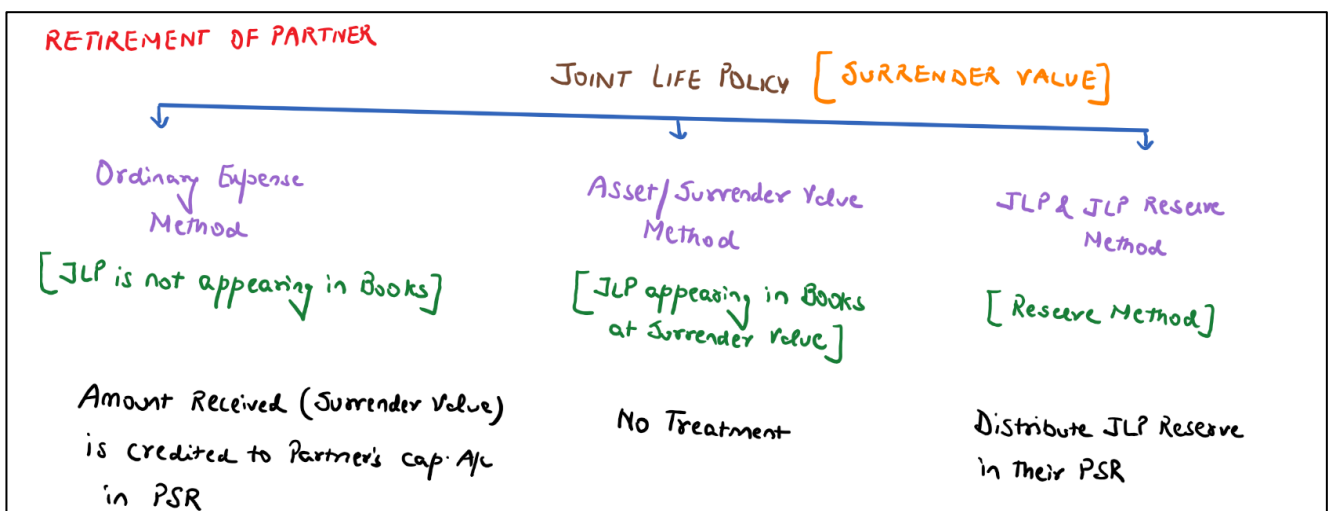 RETIREMENT OF PARTNER
JOINT LIFE POLICY [SURRENDER VALUE]
Ordinary Expense
Method
[JLP is not appearing in Books]
Amount Received (Surrender Value)
is credited to Partner's cap. A/c
in PSR
Asset/Surrender Value
Method
[JLP appearing in Books
at Surrender Value]
No Treatment
JLP & JLP Reserve
Method
[Reserve Method]
Distribute JLP Reserve
in Their PSR